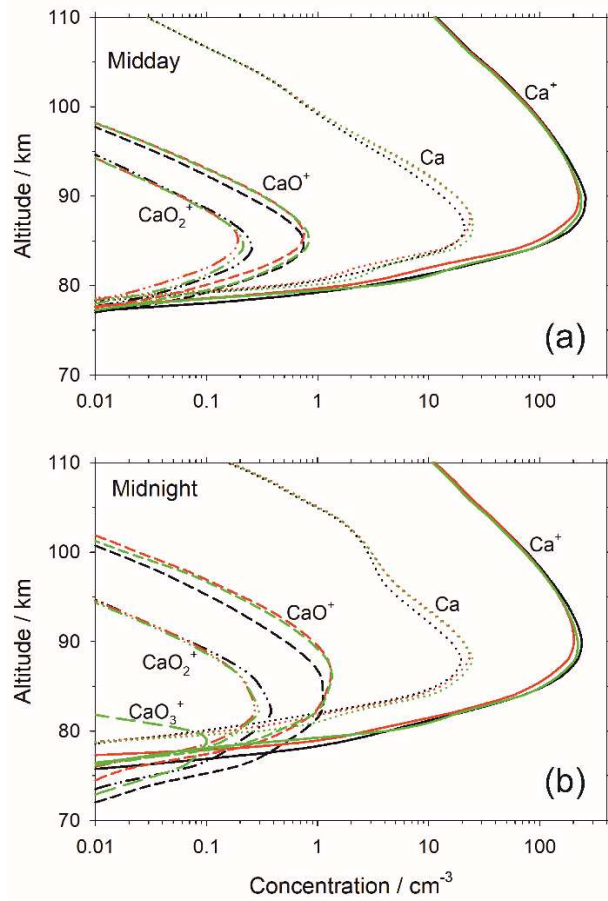 110
Midday
Ca⁺
100
Ca
CaO⁺
90
CaO₂⁺
80
(a)
70
0.01 0.1 1 10 100
Altitude / km
110
Midnight
100
Ca⁺
CaO⁺
Ca
90
CaO₂⁺
CaO₃⁺
80
(b)
70
0.01 0.1 1 10 100
Altitude / km
Concentration / cm⁻³